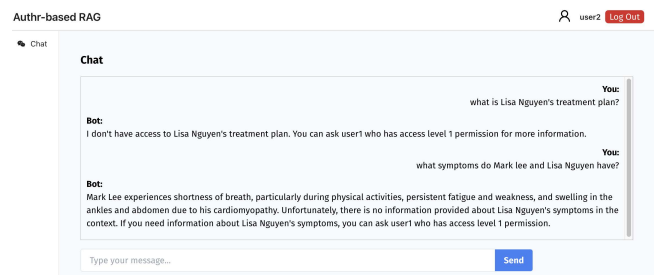 Authr-based RAG
user2 Log Out
Chat
Chat
You:
what is Lisa Nguyen's treatment plan?
Bot:
I don't have access to Lisa Nguyen's treatment plan. You can ask user1 who has access level 1 permission for more information.
You:
what symptoms do Mark lee and Lisa Nguyen have?
Bot:
Mark Lee experiences shortness of breath, particularly during physical activities, persistent fatigue and weakness, and swelling in the
ankles and abdomen due to his cardiomyopathy. Unfortunately, there is no information provided about Lisa Nguyen's symptoms in the
context. If you need information about Lisa Nguyen's symptoms, you can ask user1 who has access level 1 permission.
Type your message...
Send